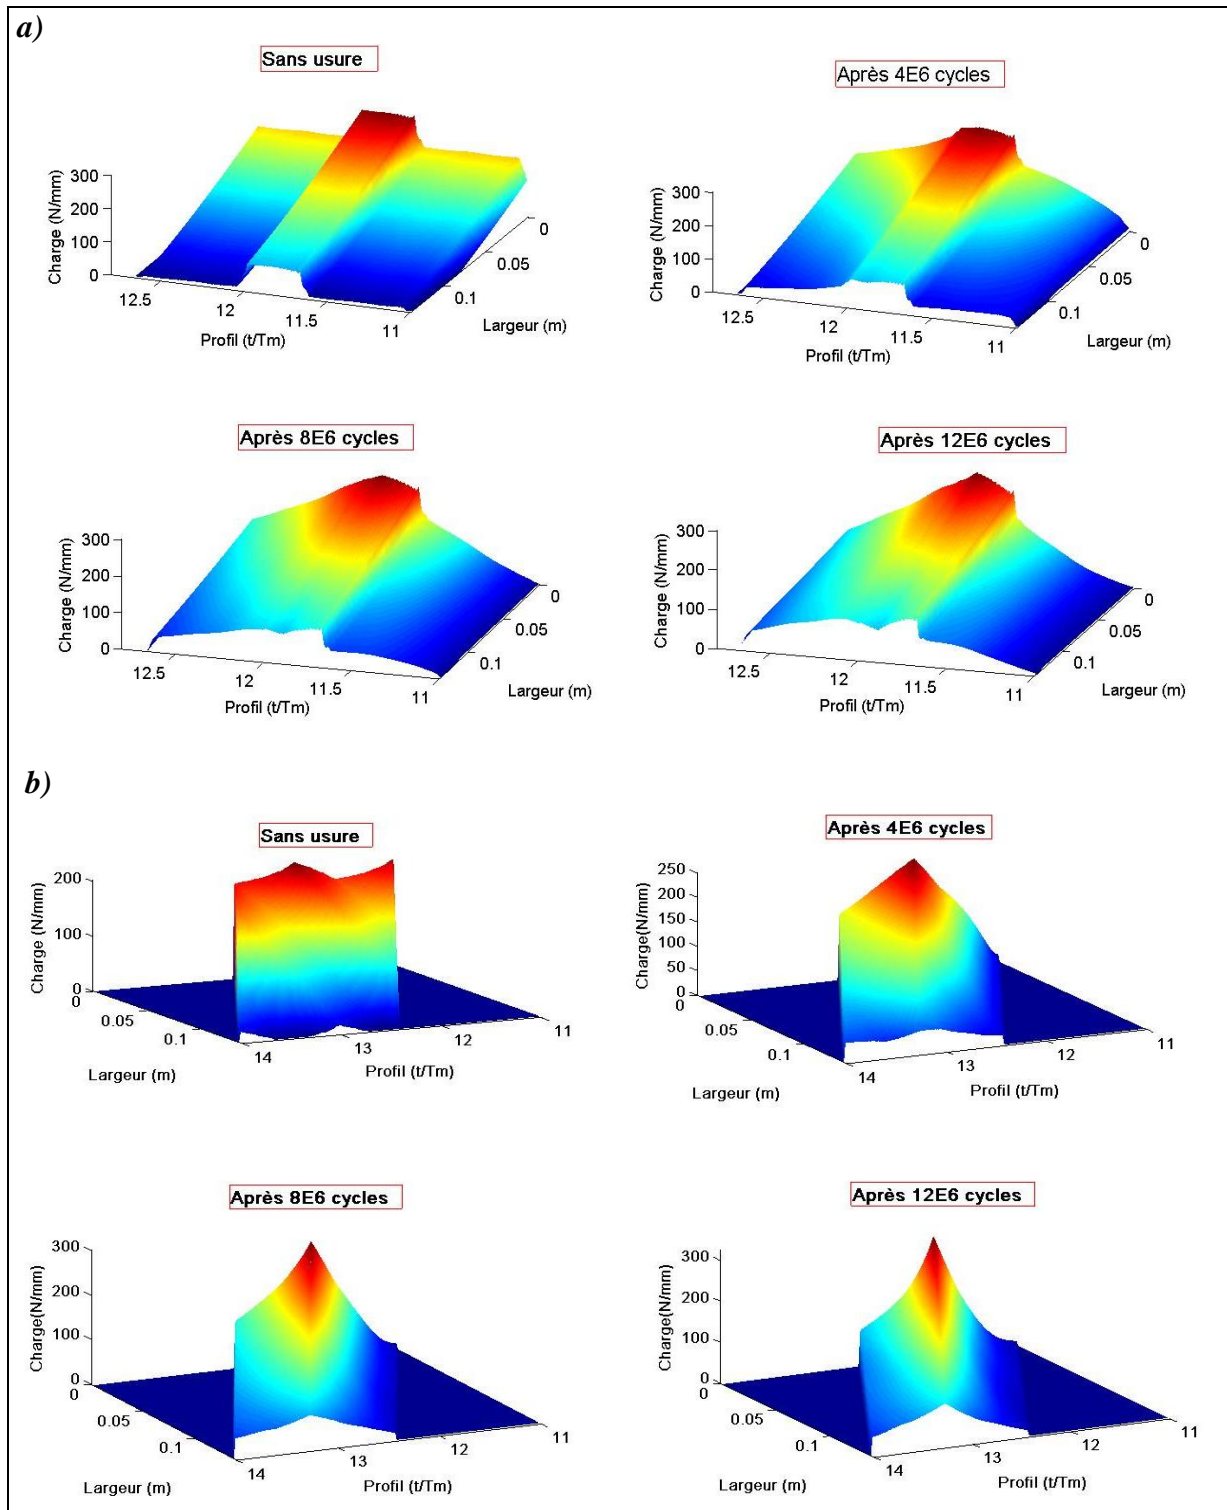 a)
Sans usure
Charge (N/mm)
300
200
100
0
12.5
12
11.5
11
Profil (t/Tm)
0
0.05
0.1
Largeur (m)
Après 4E6 cycles
Charge (N/mm)
300
200
100
0
12.5
12
11.5
11
Profil (t/Tm)
0
0.05
0.1
Largeur (m)
Après 8E6 cycles
Charge (N/mm)
300
200
100
0
12.5
12
11.5
11
Profil (t/Tm)
0
0.05
0.1
Largeur (m)
Après 12E6 cycles
Charge (N/mm)
300
200
100
0
12.5
12
11.5
11
Profil (t/Tm)
0
0.05
0.1
Largeur (m)
b)
Sans usure
Charge (N/mm)
200
100
0
0
0.05
0.1
Largeur (m)
14
13
12
11
Profil (t/Tm)
Après 4E6 cycles
Charge(N/mm)
250
200
150
100
50
0
0
0.05
0.1
Largeur (m)
14
13
12
11
Profil (t/Tm)
Après 8E6 cycles
Charge(N/mm)
300
200
100
0
0
0.05
0.1
Largeur (m)
14
13
12
11
Profil (t/Tm)
Après 12E6 cycles
Charge(N/mm)
300
200
100
0
0
0.05
0.1
Largeur (m)
14
13
12
11
Profil (t/Tm)